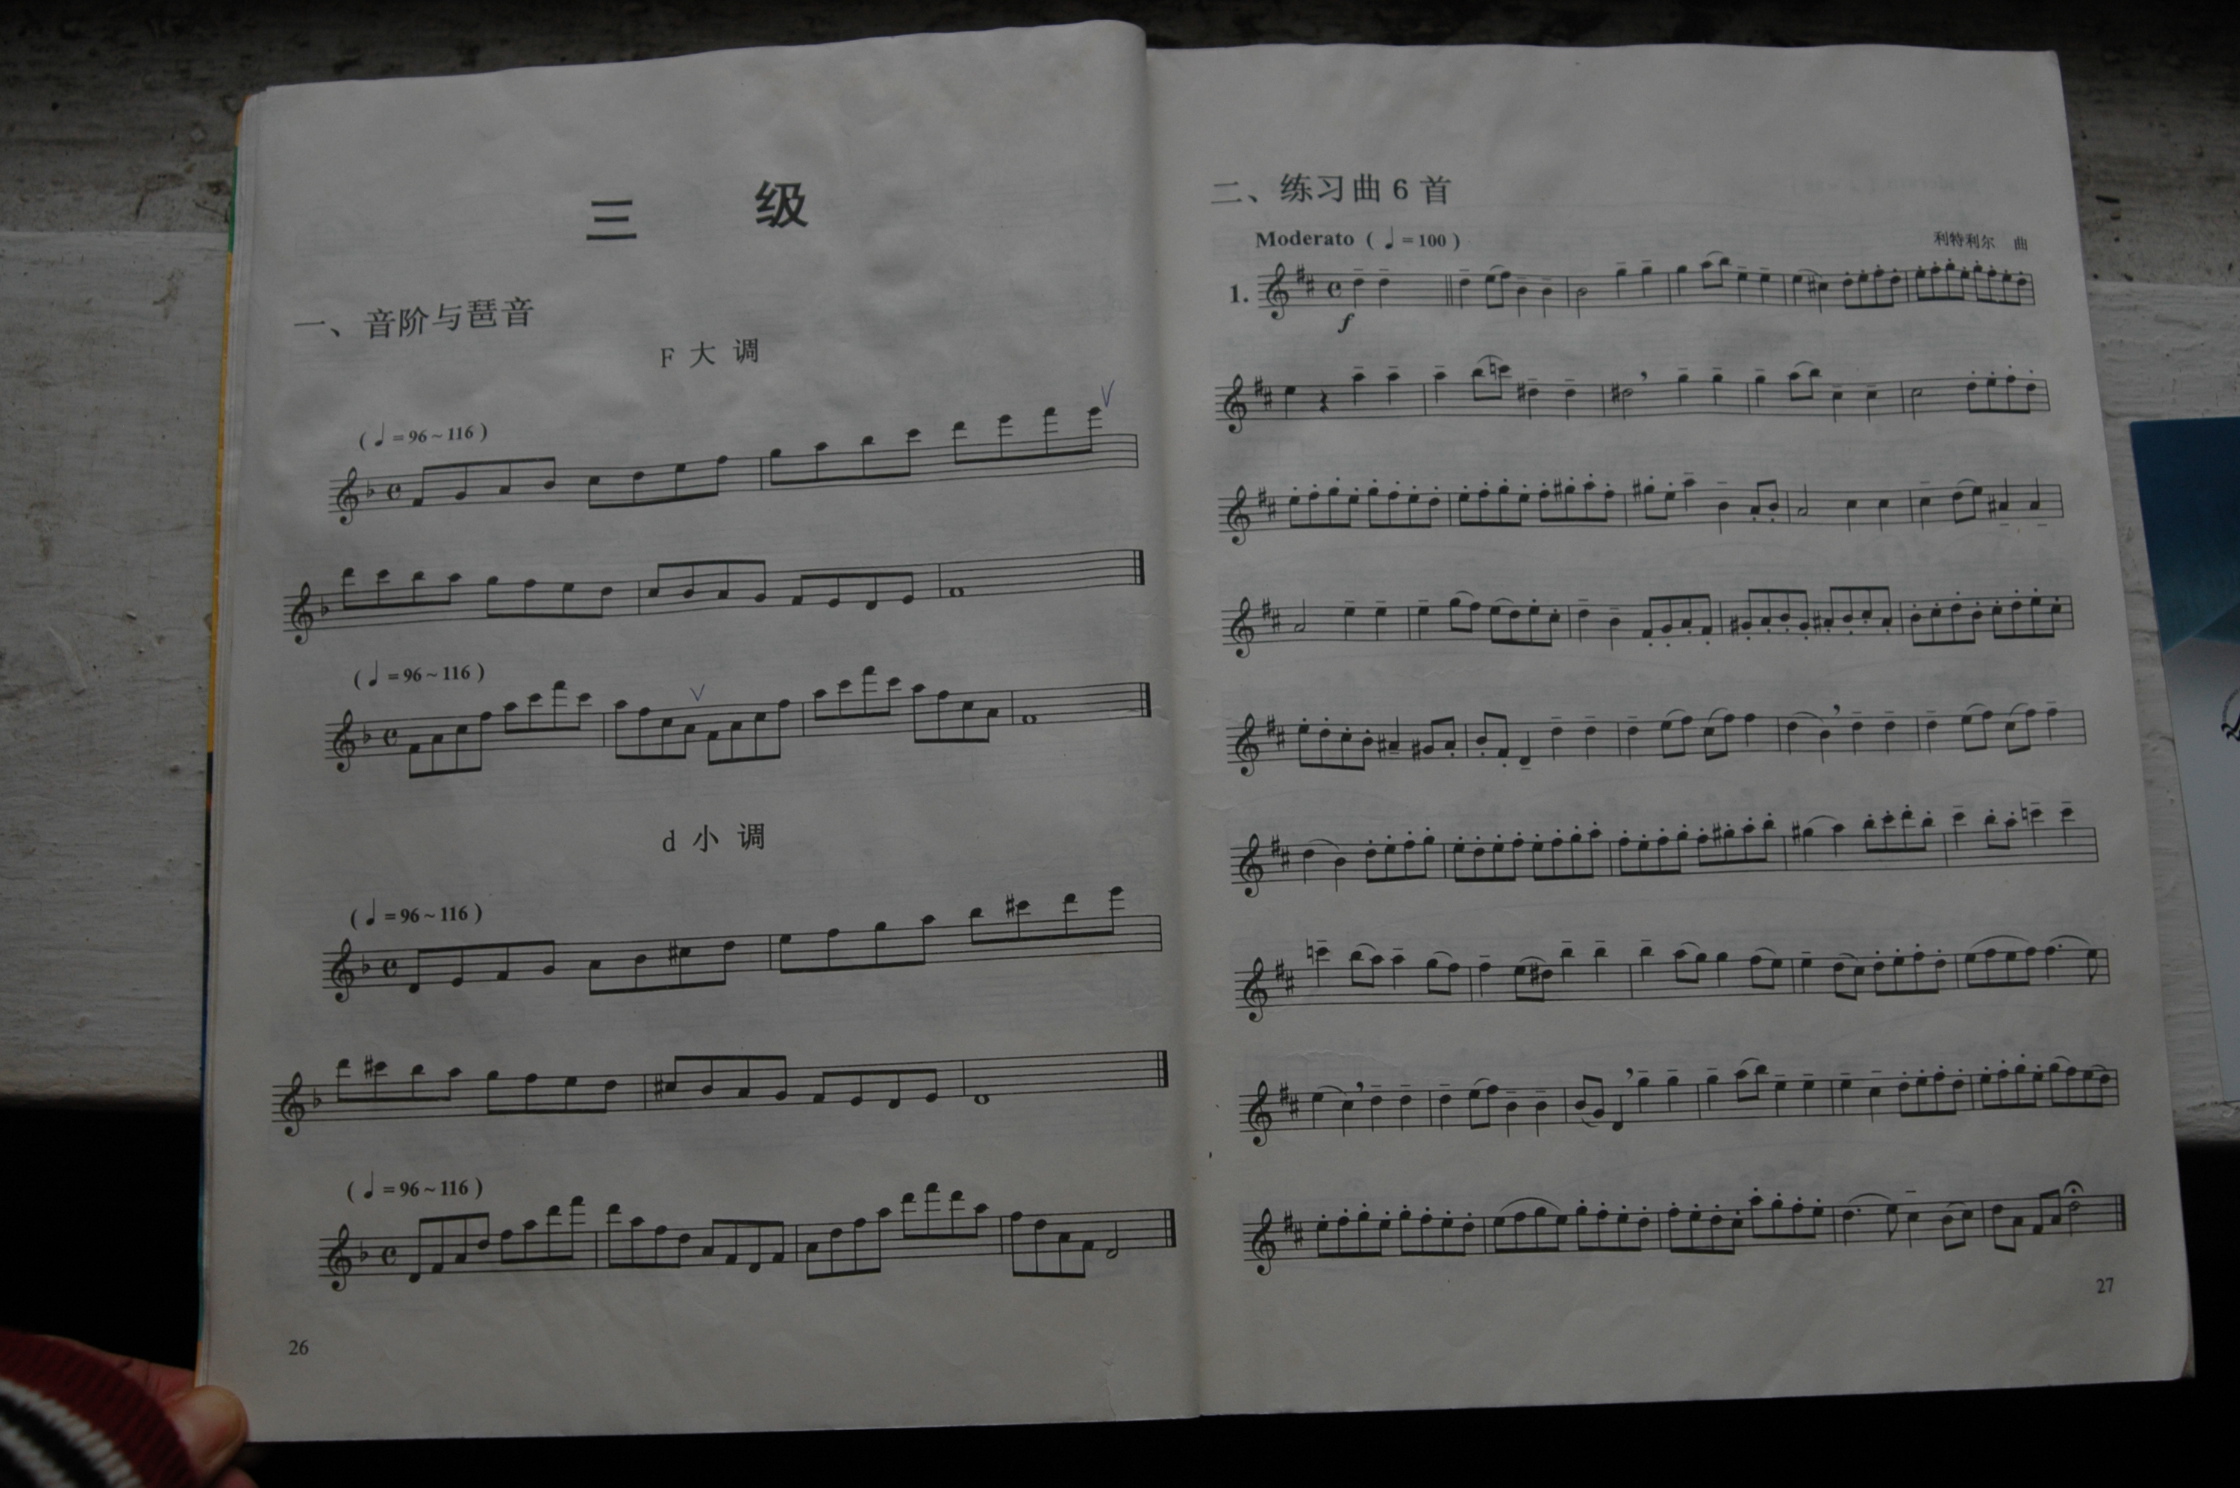 三 级
一、音阶与琶音
F 大 调
(♩=96~116)
(♩=96~116)
d 小 调
(♩=96~116)
(♩=96~116)
26
二、练习曲 6 首
Moderato (♩=100)
利特利尔 曲
1.
f
27